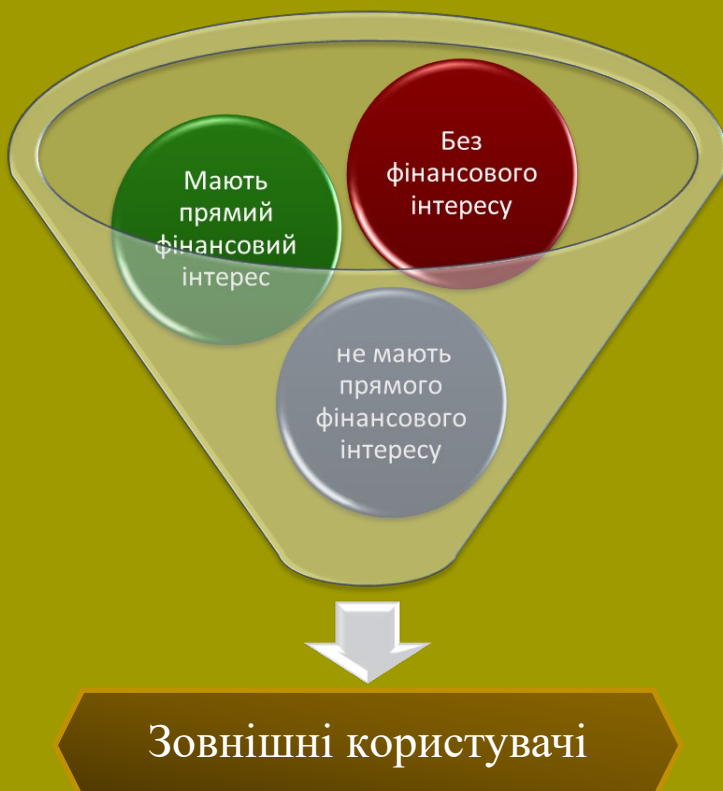 Мають
прямий
фінансовий
інтерес
Без
фінансового
інтересу
не мають
прямого
фінансового
інтересу
Зовнішні користувачі